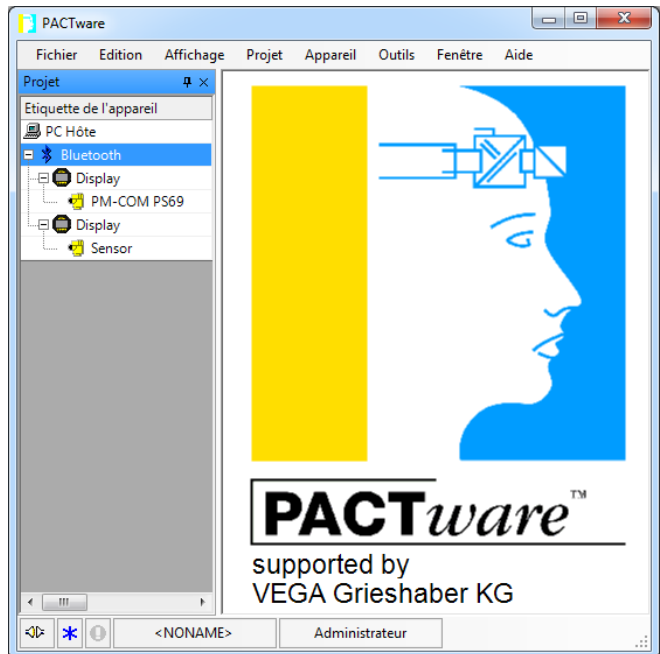 PACTware
Fichier Edition Affichage Projet Appareil Outils Fenêtre Aide
Projet
Etiquette de l'appareil
PC Hôte
Bluetooth
Display
PM-COM PS69
Display
Sensor
PACTware™
supported by
VEGA Grieshaber KG
<NONAME> Administrateur